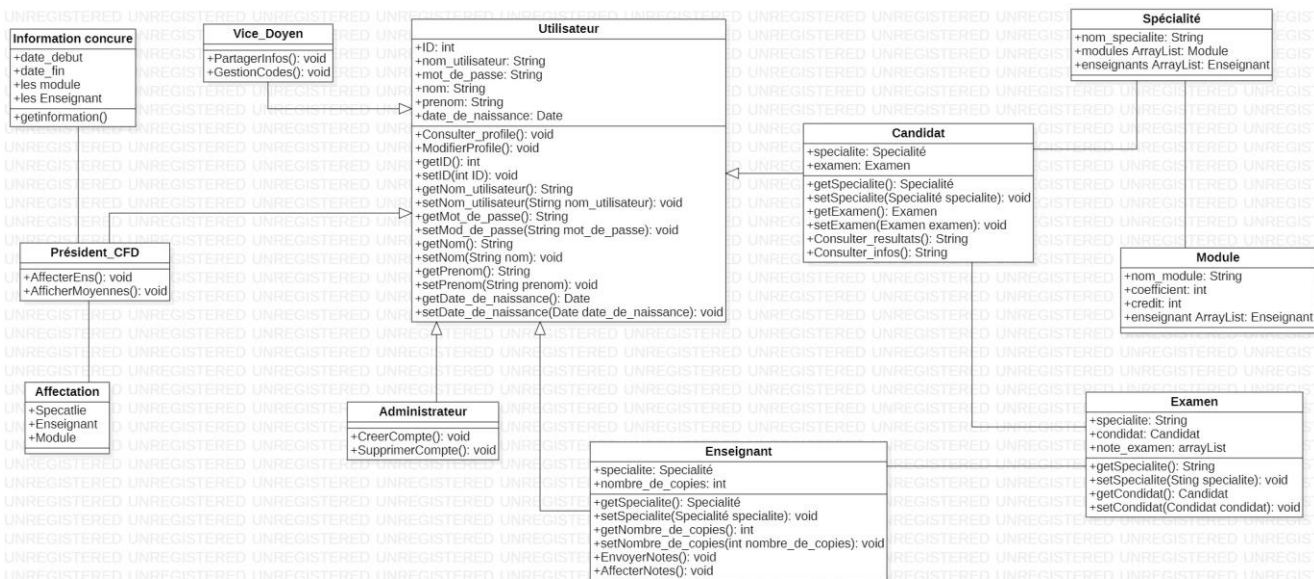 Information concure
+date_debut
+date_fin
+les module
+les Enseignant
+getinformation()
Vice_Doyen
+PartagerInfos(): void
+GestionCodes(): void
Utilisateur
+ID: int
+nom_utilisateur: String
+mot_de_passe: String
+nom: String
+prenom: String
+date_de_naissance: Date
+Consulter_profile(): void
+ModifierProfile(): void
+getID(): int
+setID(int ID): void
+getNom_utilisateur(): String
+setNom_utilisateur(String nom_utilisateur): void
+getMot_de_passe(): String
+setMod_de_passe(String mot_de_passe): void
+getNom(): String
+setNom(String nom): void
+getPrenom(): String
+setPrenom(String prenom): void
+getDate_de_naissance(): Date
+setDate_de_naissance(Date date_de_naissance): void
Spécialité
+nom_specialite: String
+modules ArrayList: Module
+enseignants ArrayList: Enseignant
Candidat
+specialite: Specialité
+examen: Examen
+getSpecialite(): Specialité
+setSpecialite(Specialité specialite): void
+getExamen(): Examen
+setExamen(Examen examen): void
+Consulter_resultats(): String
+Consulter_infos(): String
Président_CFD
+AffecterEns(): void
+AfficherMoyennes(): void
Module
+nom_module: String
+coefficient: int
+credit: int
+enseignant ArrayList: Enseignant
Affectation
+Specatlie
+Enseignant
+Module
Administrateur
+CreerCompte(): void
+SupprimerCompte(): void
Examen
+specialite: String
+condidat: Candidat
+note_examen: arrayList
+getSpecialite(): String
+setSpecialite(Sting specialite): void
+getCondidat(): Candidat
+setCondidat(Condidat condidat): void
Enseignant
+specialite: Specialité
+nombre_de_copies: int
+getSpecialite(): Specialité
+setSpecialite(Specialité specialite): void
+getNombre_de_copies(): int
+setNombre_de_copies(int nombre_de_copies): void
+EnvoyerNotes(): void
+AffecterNotes(): void